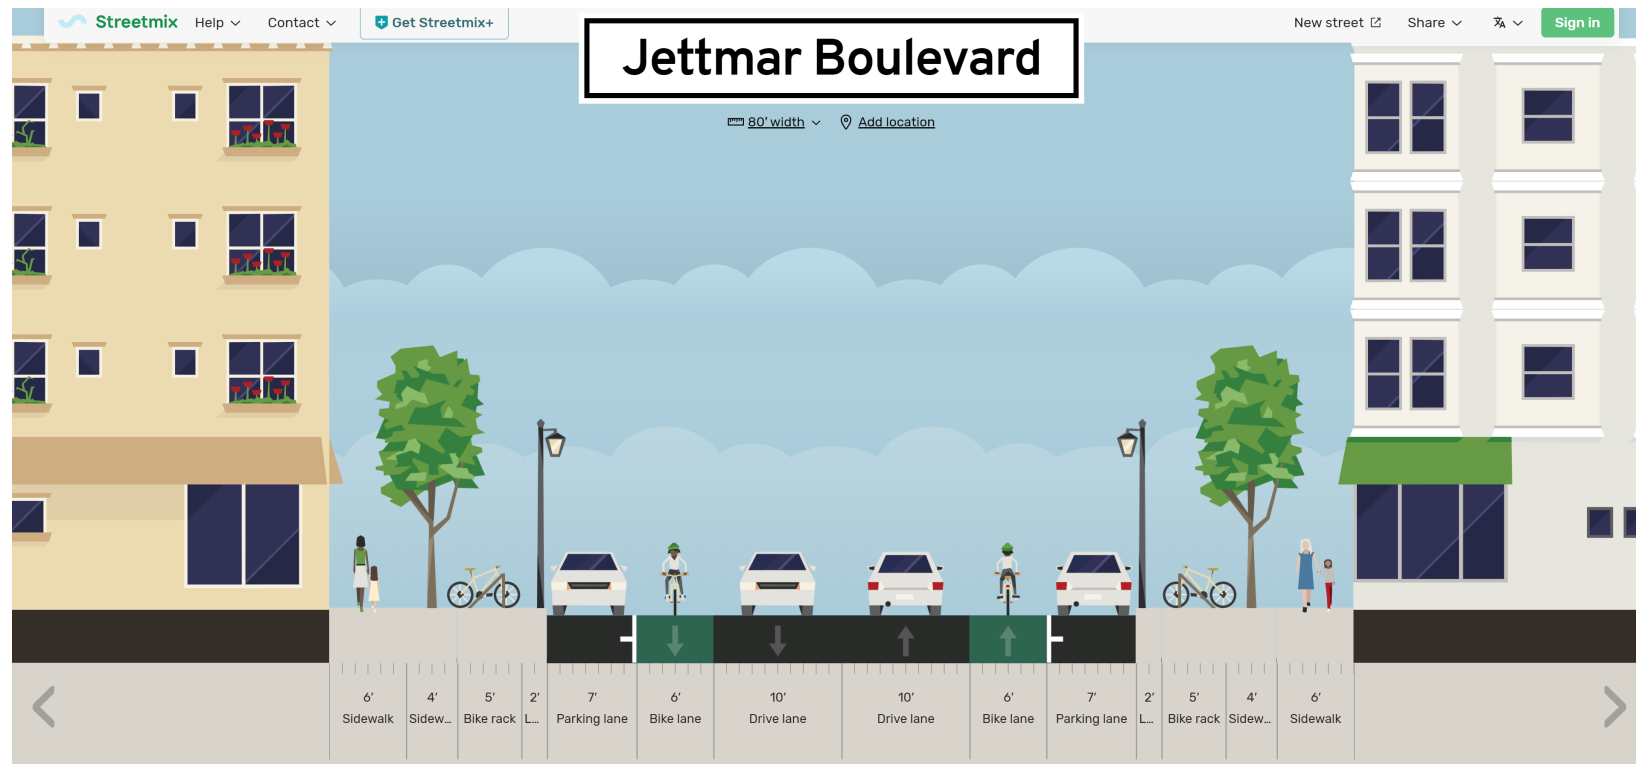 Streetmix Help Contact Get Streetmix+ New street Share Sign in
Jettmar Boulevard
80′ width Add location
6′ 4′ 5′ 2′ 7′ 6′ 10′ 10′ 6′ 7′ 2′ 5′ 4′ 6′
Sidewalk Sidew... Bike rack L... Parking lane Bike lane Drive lane Drive lane Bike lane Parking lane L... Bike rack Sidew... Sidewalk